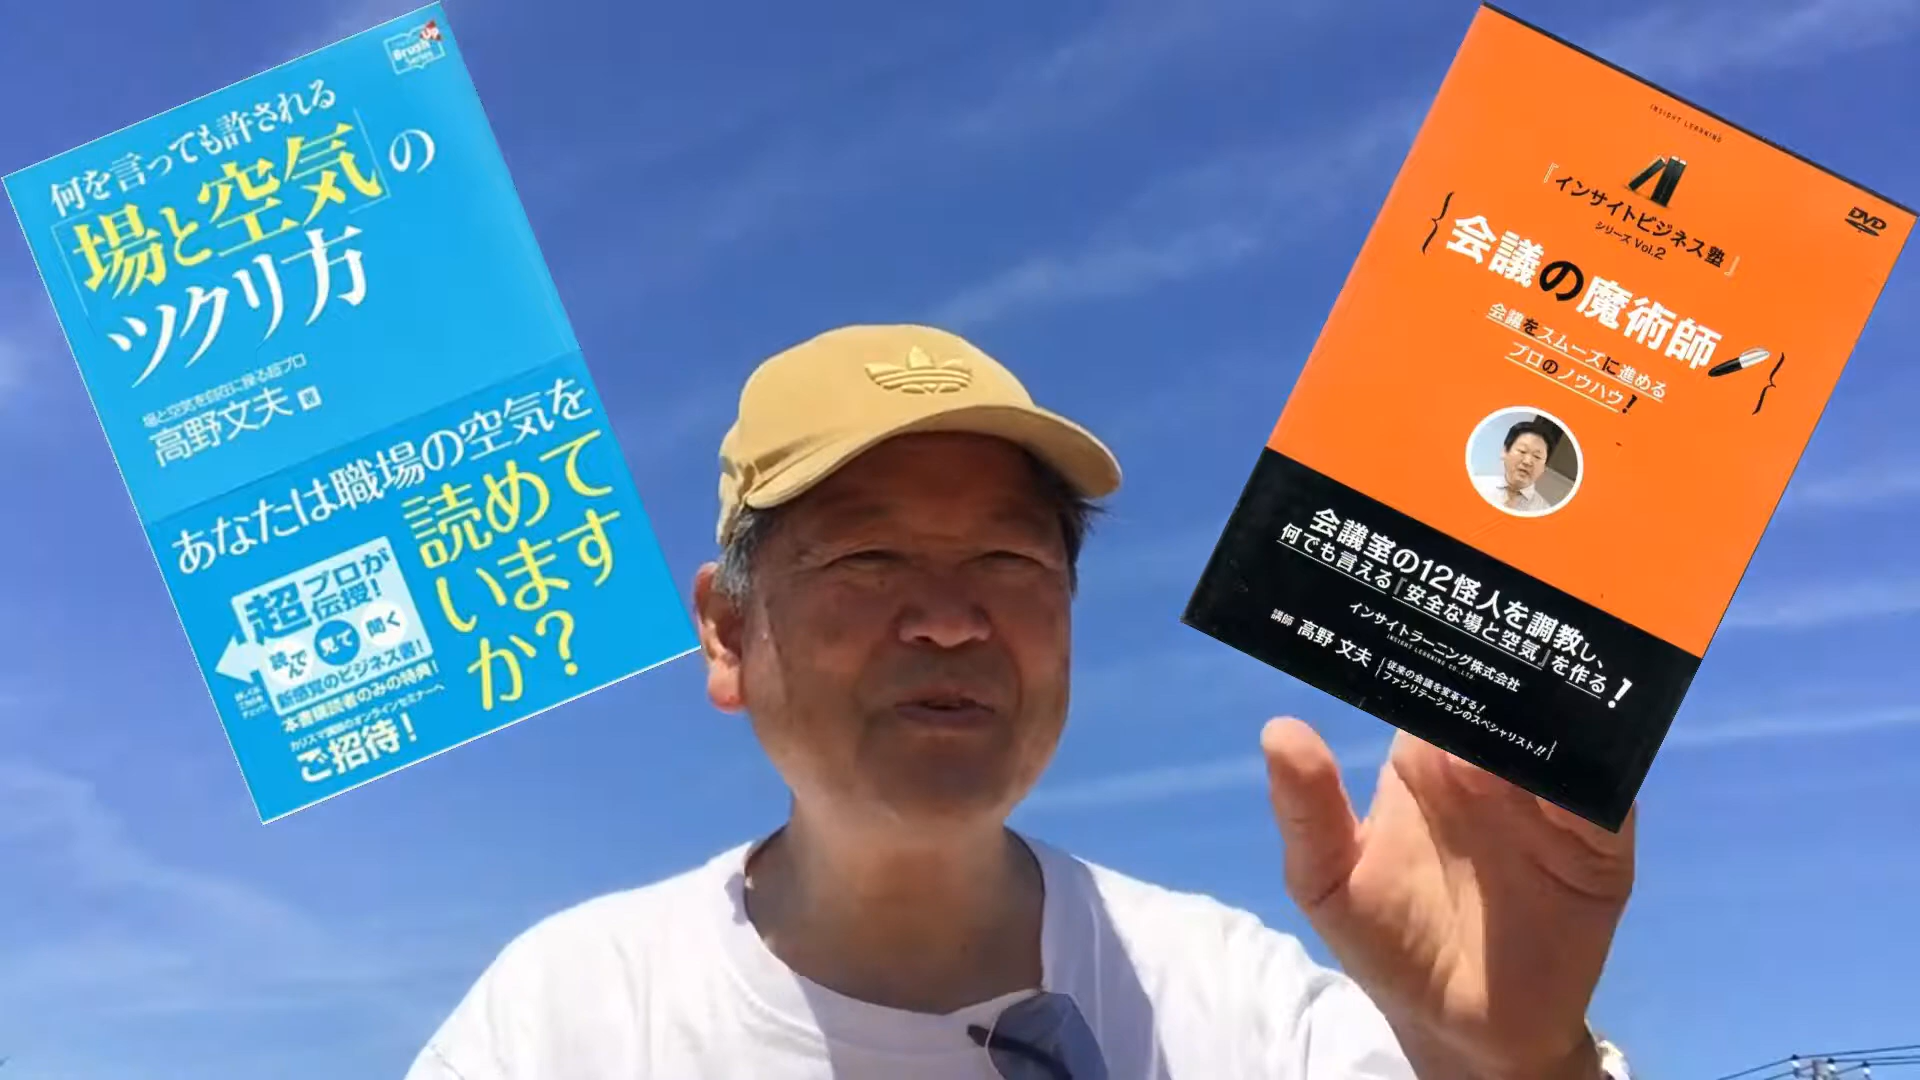 Brush Up
Series
何を言っても許される
「場と空気」の
ツクリ方
場と空気を自在に操る超プロ
高野文夫 著
あなたは職場の空気を
読めて
います
か?
超プロが
伝授!
読んで 見て 聞く
新感覚のビジネス書!
本書購読者のみの特典!
カリスマ講師のオンラインセミナーへ
ご招待!
INSIGHT LEARNING
『インサイトビジネス塾』
シリーズ Vol.2
DVD
{会議の魔術師}
会議をスムーズに進める
プロのノウハウ!
会議室の12怪人を調教し、
何でも言える『安全な場と空気』を作る!
インサイトラーニング株式会社
INSIGHT LEARNING CO.,LTD.
講師 高野 文夫
従来の会議を変革する!
ファシリテーションのスペシャリスト!!